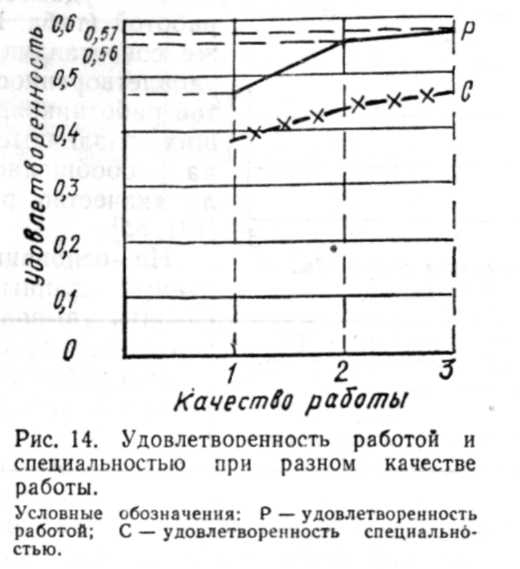 Удовлетворенность
0,6
0,57
0,56
0,5
0,4
0,3
0,2
0,1
0
P
C
1 2 3
Качество работы
Рис. 14. Удовлетворенность работой и
специальностью при разном качестве
работы.
Условные обозначения: Р — удовлетворенность
работой; С — удовлетворенность специально-
стью.